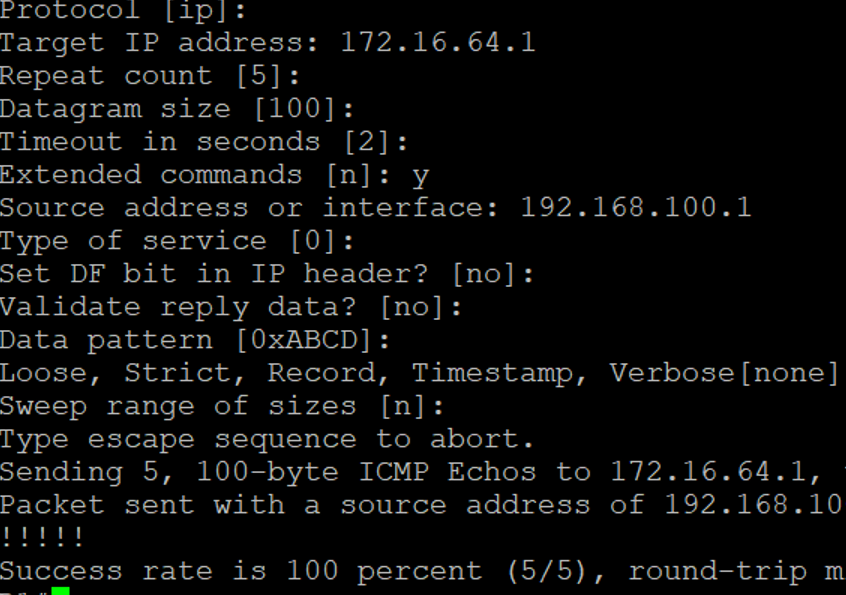 Protocol [ip]:
Target IP address: 172.16.64.1
Repeat count [5]:
Datagram size [100]:
Timeout in seconds [2]:
Extended commands [n]: y
Source address or interface: 192.168.100.1
Type of service [0]:
Set DF bit in IP header? [no]:
Validate reply data? [no]:
Data pattern [0xABCD]:
Loose, Strict, Record, Timestamp, Verbose[none]
Sweep range of sizes [n]:
Type escape sequence to abort.
Sending 5, 100-byte ICMP Echos to 172.16.64.1,
Packet sent with a source address of 192.168.10
!!!!!
Success rate is 100 percent (5/5), round-trip m